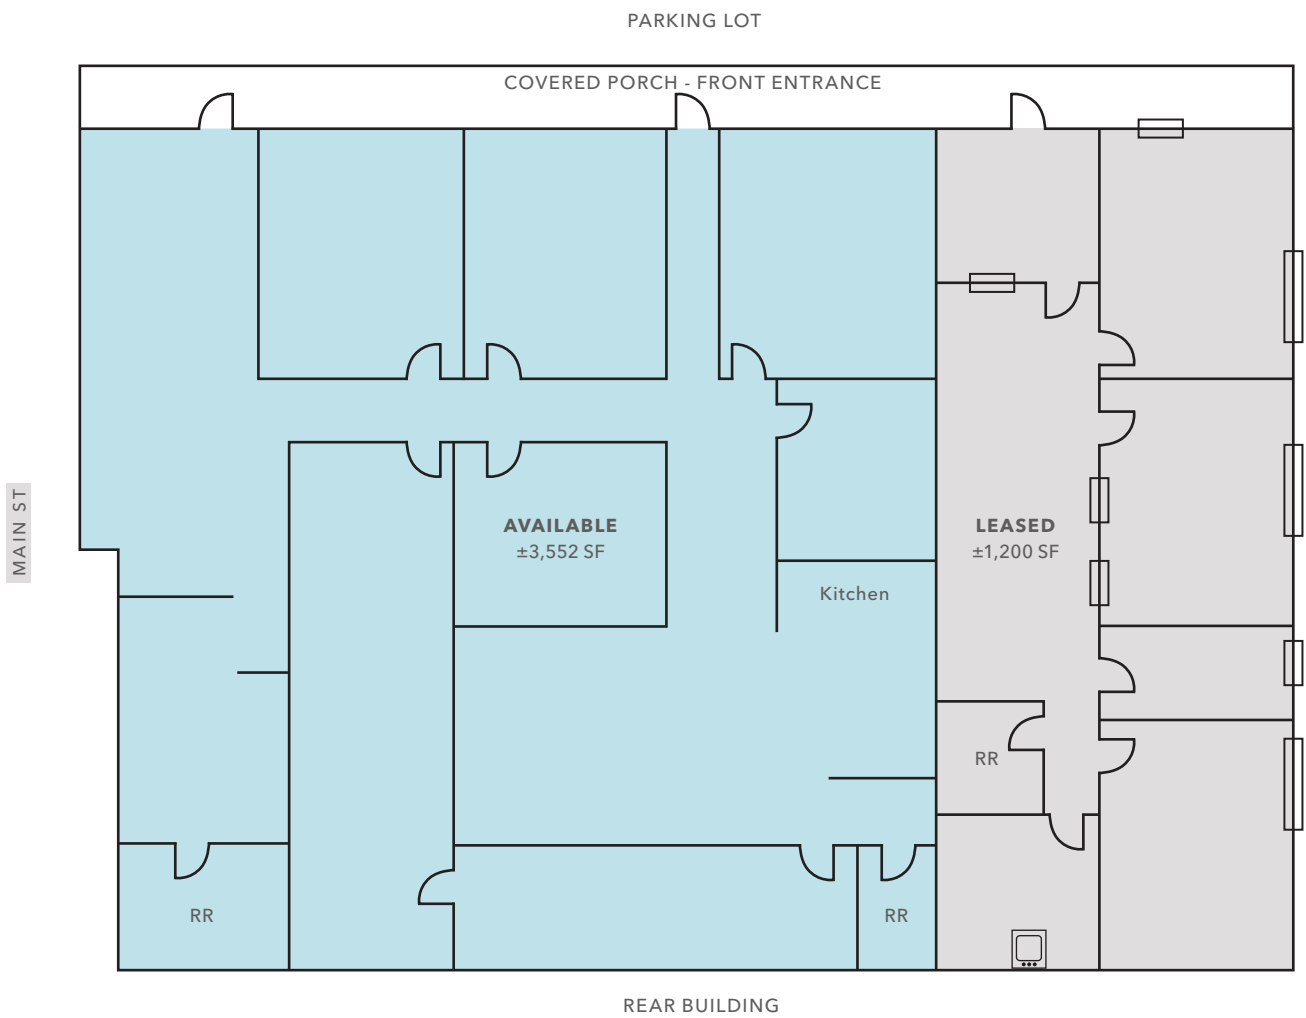 PARKING LOT
COVERED PORCH - FRONT ENTRANCE
MAIN ST
AVAILABLE
±3,552 SF
LEASED
±1,200 SF
Kitchen
RR
RR
RR
REAR BUILDING